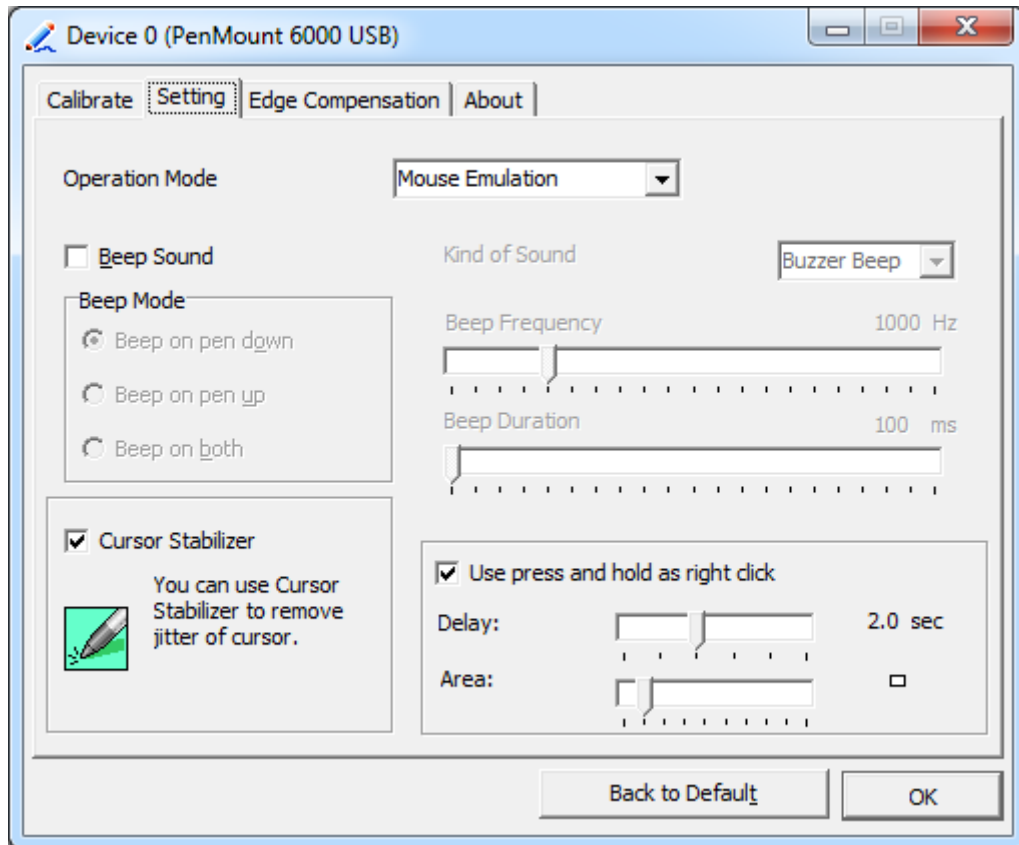 Device 0 (PenMount 6000 USB)
Calibrate Setting Edge Compensation About
Operation Mode Mouse Emulation
Beep Sound Kind of Sound Buzzer Beep
Beep Mode
Beep on pen down
Beep on pen up
Beep on both
Beep Frequency 1000 Hz
Beep Duration 100 ms
Cursor Stabilizer
You can use Cursor
Stabilizer to remove
jitter of cursor.
Use press and hold as right click
Delay: 2.0 sec
Area:
Back to Default OK